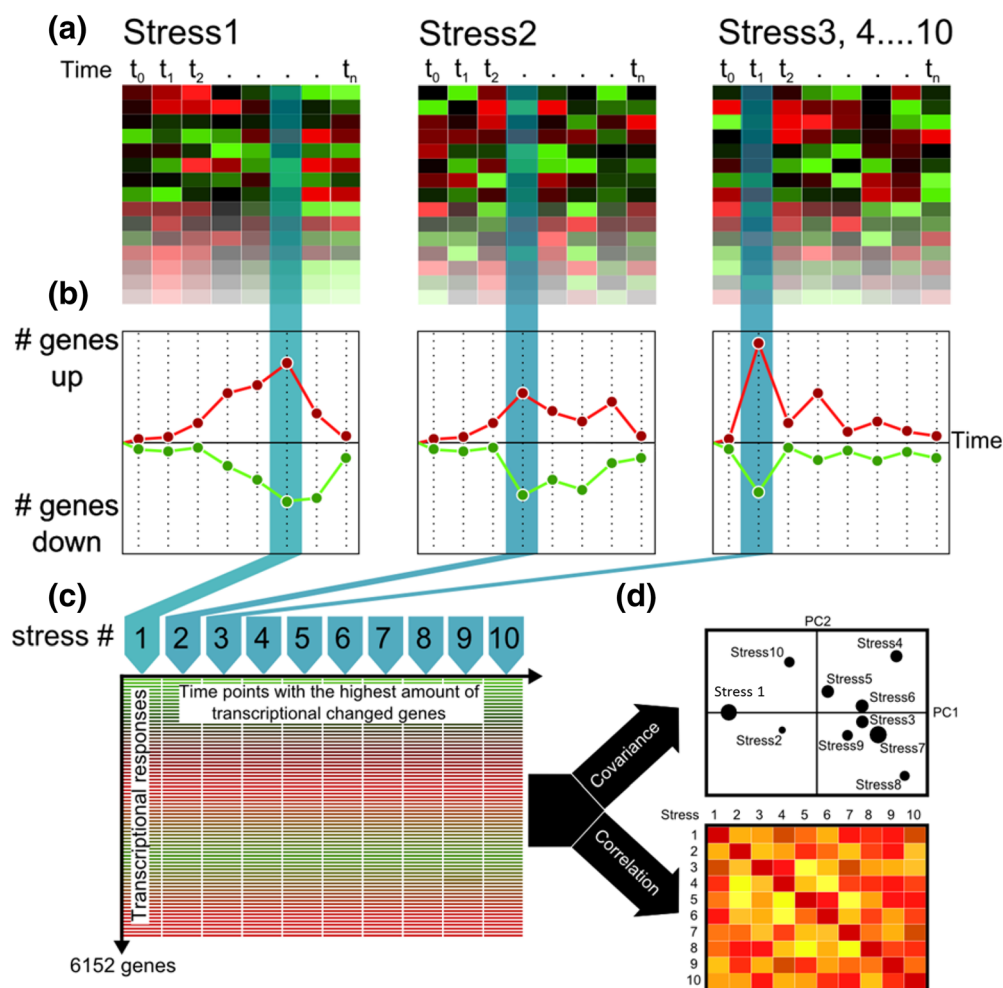 (a)
Stress1
Stress2
Stress3, 4....10
Time t0 t1 t2 . . . . tn
t0 t1 t2 . . . . tn
t0 t1 t2 . . . . tn
(b)
# genes
up
Time
# genes
down
(c)
stress # 1 2 3 4 5 6 7 8 9 10
Time points with the highest amount of
transcriptional changed genes
Transcriptional responses
6152 genes
Covariance
Correlation
(d)
PC2
Stress10
Stress4
Stress5
Stress 1
Stress6
PC1
Stress3
Stress2
Stress9
Stress7
Stress8
Stress 1 2 3 4 5 6 7 8 9 10
1
2
3
4
5
6
7
8
9
10